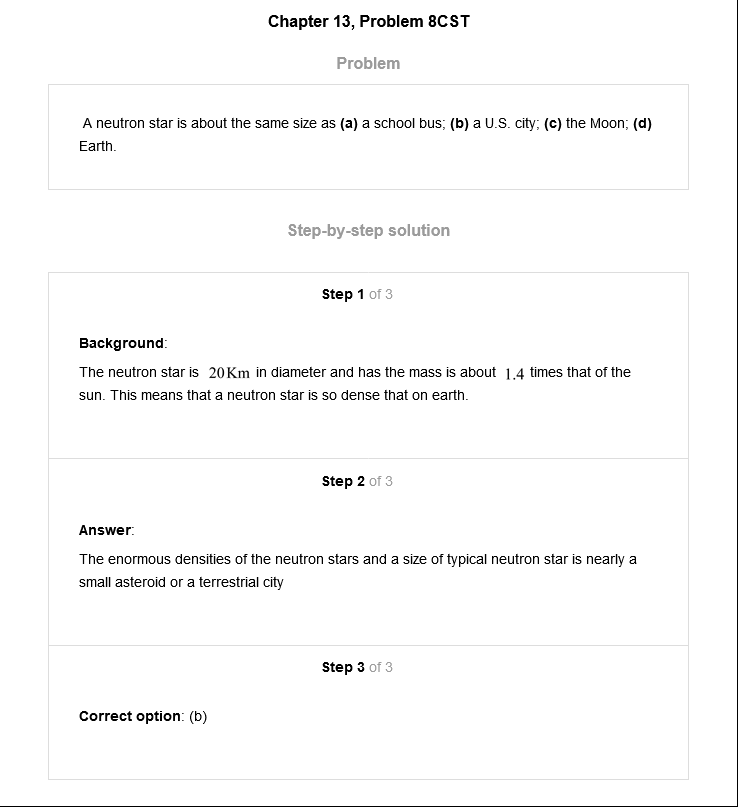 Chapter 13, Problem 8CST
Problem
A neutron star is about the same size as (a) a school bus; (b) a U.S. city; (c) the Moon; (d)
Earth.
Step-by-step solution
Step 1 of 3
Background:
The neutron star is 20Km in diameter and has the mass is about 1.4 times that of the
sun. This means that a neutron star is so dense that on earth.
Step 2 of 3
Answer:
The enormous densities of the neutron stars and a size of typical neutron star is nearly a
small asteroid or a terrestrial city
Step 3 of 3
Correct option: (b)